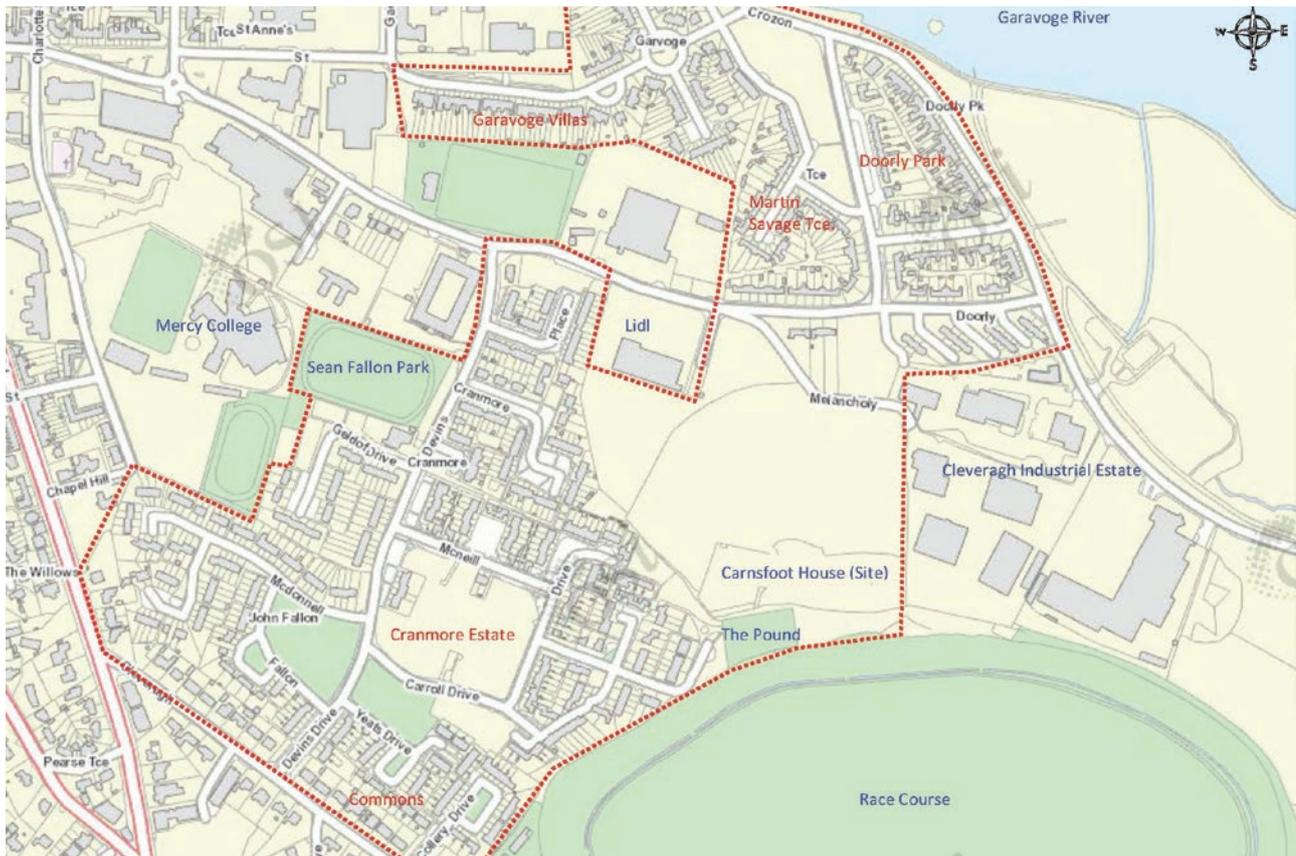 Garavoge River
Crozon
W
E
S
Charlotte
St Anne's
Tce
St
Garvoge
Garavoge Villas
Doorly Pk
Doorly Park
Tce
Martin
Savage Tce.
Mercy College
Place
Lidl
Doorly
Sean Fallon Park
Cranmore
Melancholy
St
Devins
Geldof Drive
Cranmore
Cleveragh Industrial Estate
Chapel Hill
Mcneill
The Willows
Mcdonnell
Drive
Carnsfoot House (Site)
John Fallon
Cranmore Estate
The Pound
Fallon
Carroll Drive
Cleveragh
Devins Drive
Yeats Drive
Pearse Tce
Commons
Collery Drive
Race Course